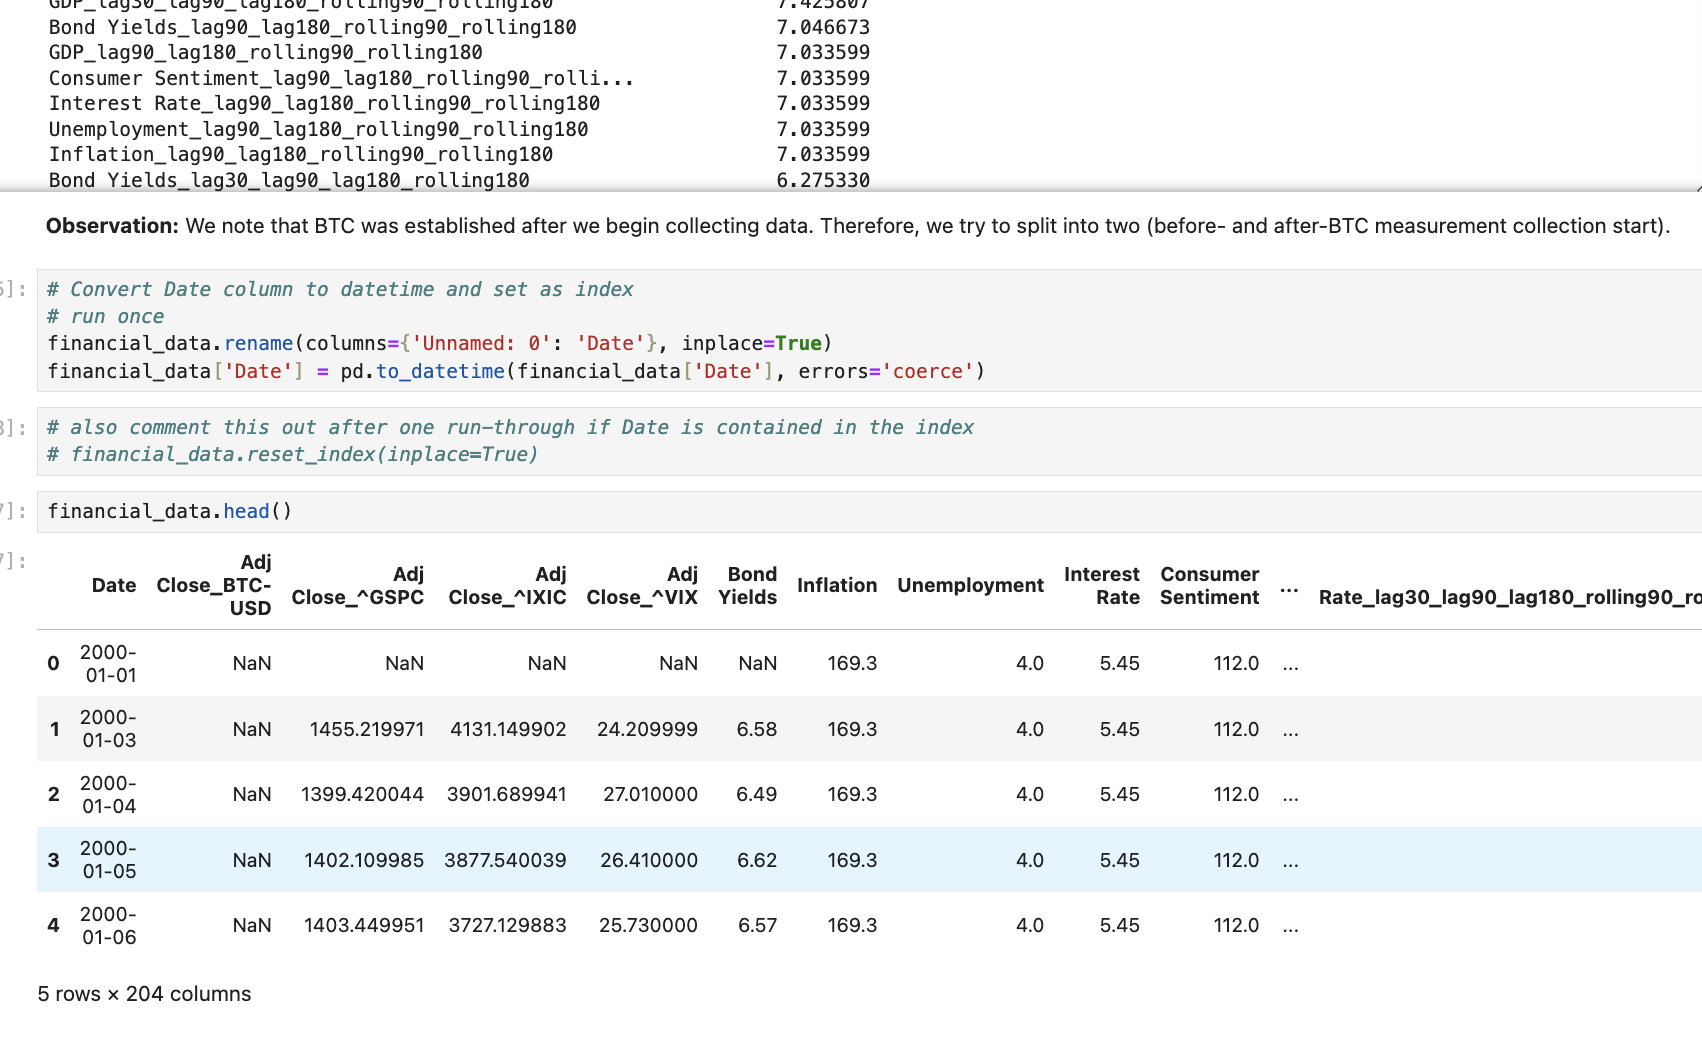 GDP_lag30_lag90_lag180_rolling90_rolling180 7.425807
Bond Yields_lag90_lag180_rolling90_rolling180 7.046673
GDP_lag90_lag180_rolling90_rolling180 7.033599
Consumer Sentiment_lag90_lag180_rolling90_rolli... 7.033599
Interest Rate_lag90_lag180_rolling90_rolling180 7.033599
Unemployment_lag90_lag180_rolling90_rolling180 7.033599
Inflation_lag90_lag180_rolling90_rolling180 7.033599
Bond Yields_lag30_lag90_lag180_rolling180 6.275330
Observation: We note that BTC was established after we begin collecting data. Therefore, we try to split into two (before- and after-BTC measurement collection start).
]: # Convert Date column to datetime and set as index
# run once
financial_data.rename(columns={'Unnamed: 0': 'Date'}, inplace=True)
financial_data['Date'] = pd.to_datetime(financial_data['Date'], errors='coerce')
]: # also comment this out after one run-through if Date is contained in the index
# financial_data.reset_index(inplace=True)
]: financial_data.head()
]:
Date Adj Close_BTC-USD Adj Close_^GSPC Adj Close_^IXIC Adj Close_^VIX Bond Yields Inflation Unemployment Interest Rate Consumer Sentiment ... Rate_lag30_lag90_lag180_rolling90_ro
0 2000-01-01 NaN NaN NaN NaN NaN 169.3 4.0 5.45 112.0 ...
1 2000-01-03 NaN 1455.219971 4131.149902 24.209999 6.58 169.3 4.0 5.45 112.0 ...
2 2000-01-04 NaN 1399.420044 3901.689941 27.010000 6.49 169.3 4.0 5.45 112.0 ...
3 2000-01-05 NaN 1402.109985 3877.540039 26.410000 6.62 169.3 4.0 5.45 112.0 ...
4 2000-01-06 NaN 1403.449951 3727.129883 25.730000 6.57 169.3 4.0 5.45 112.0 ...
5 rows × 204 columns